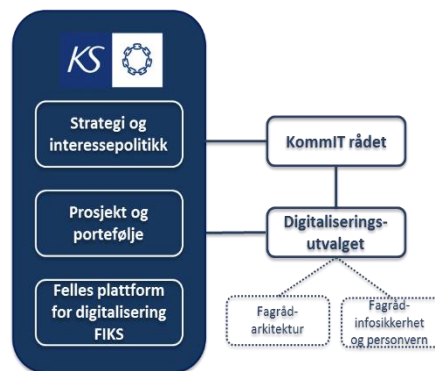 KS
Strategi og
interessepolitikk
KommIT rådet
Prosjekt og
portefølje
Digitaliserings-
utvalget
Felles plattform
for digitalisering
FIKS
Fagråd-
arkitektur
Fagråd-
infosikkerhet
og personvern